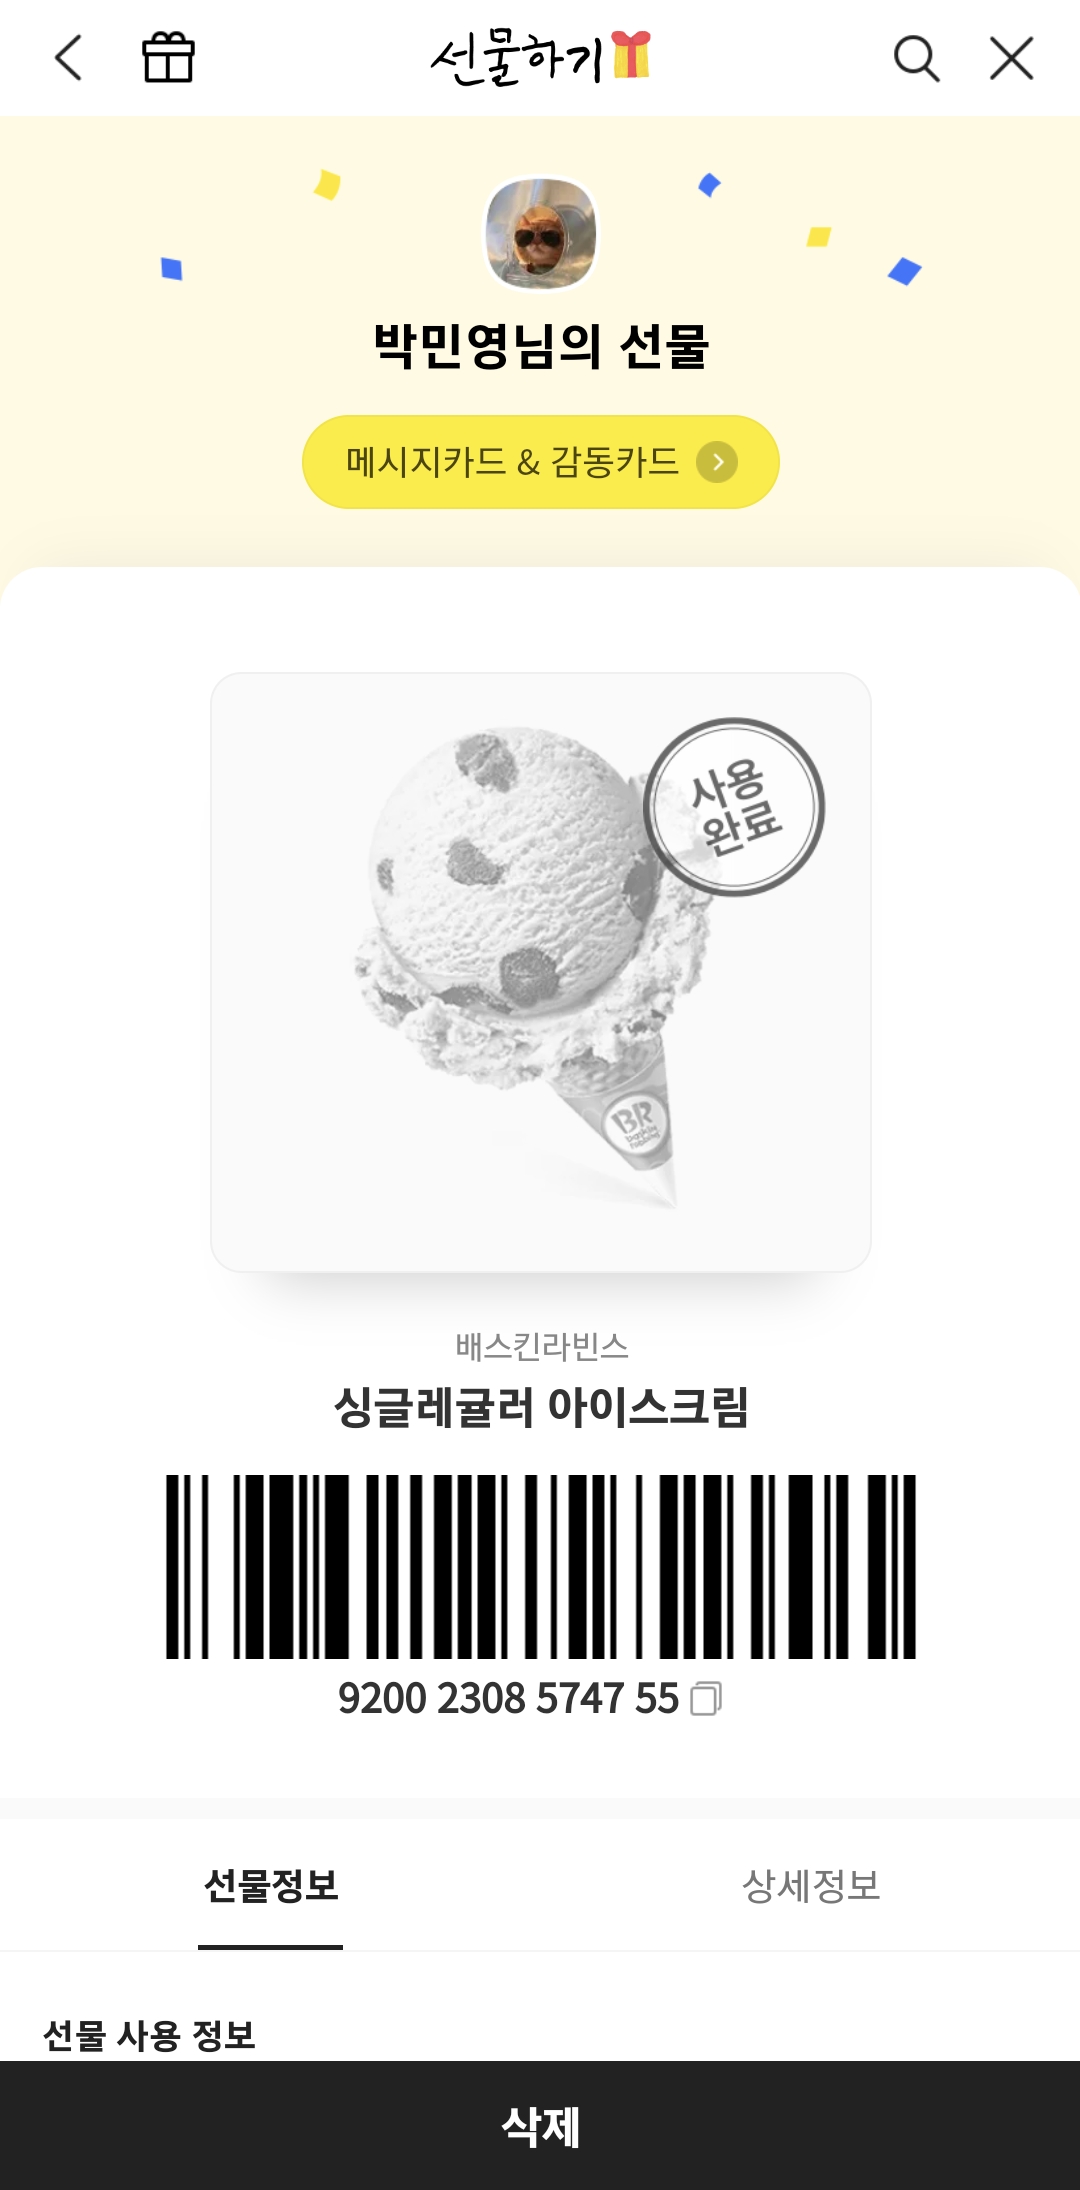 선물하기
박민영님의 선물
메시지카드 & 감동카드
사용
완료
BR
baskin
robbins
배스킨라빈스
싱글레귤러 아이스크림
9200 2308 5747 55
선물정보
상세정보
선물 사용 정보
삭제